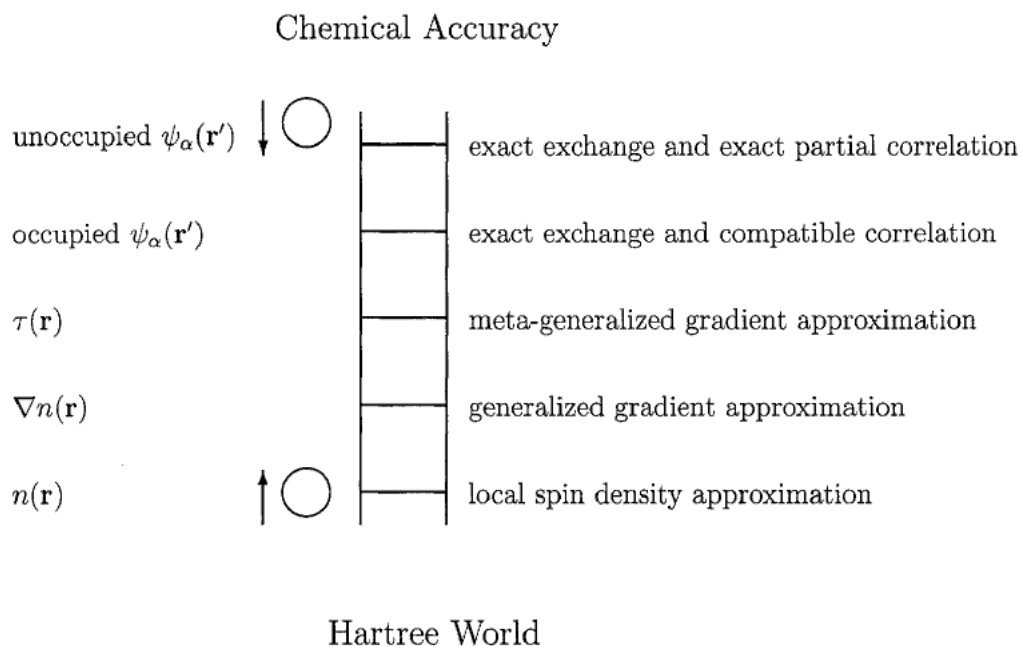 Chemical Accuracy
unoccupied ψα(r′)
exact exchange and exact partial correlation
occupied ψα(r′)
exact exchange and compatible correlation
τ(r)
meta-generalized gradient approximation
∇n(r)
generalized gradient approximation
n(r)
local spin density approximation
Hartree World